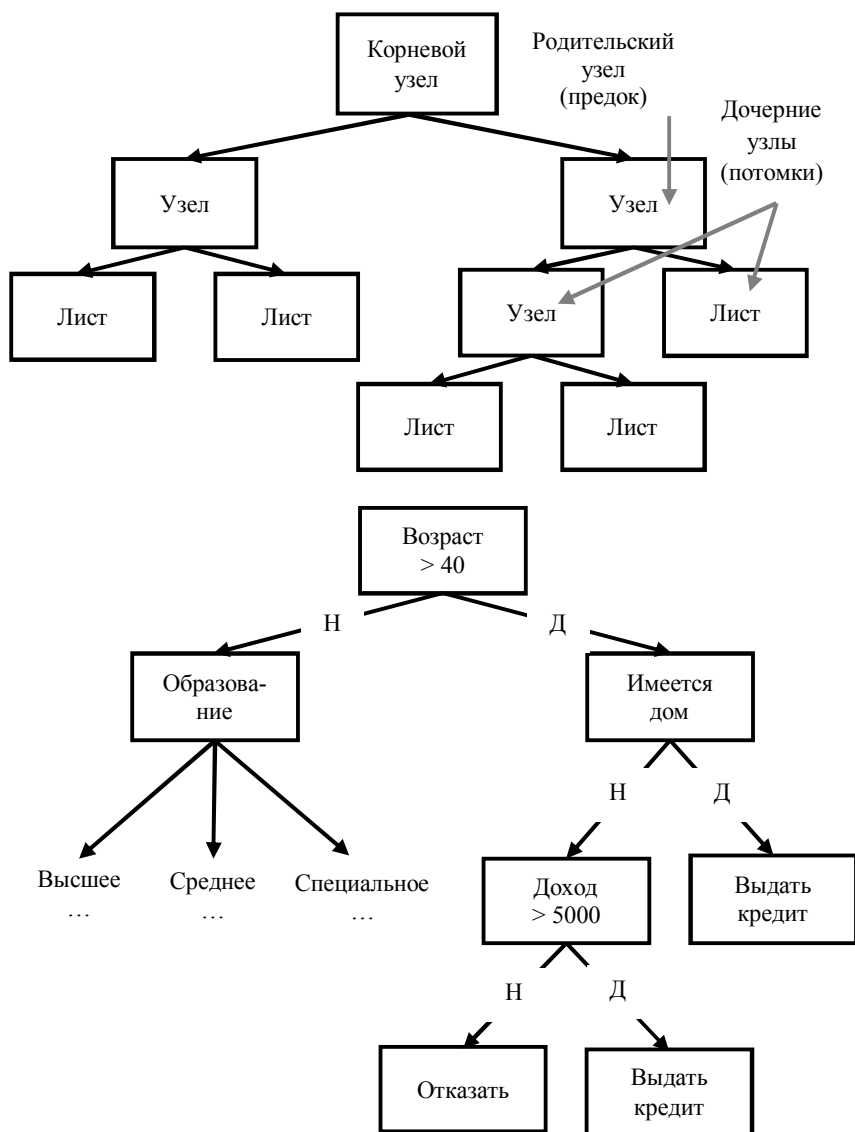 Корневой
узел
Родительский
узел
(предок)
Дочерние
узлы
(потомки)
Узел
Узел
Лист
Лист
Узел
Лист
Лист
Лист
Возраст
> 40
Н
Д
Образова-
ние
Имеется
дом
Н
Д
Высшее
…
Среднее
…
Специальное
…
Доход
> 5000
Выдать
кредит
Н
Д
Отказать
Выдать
кредит